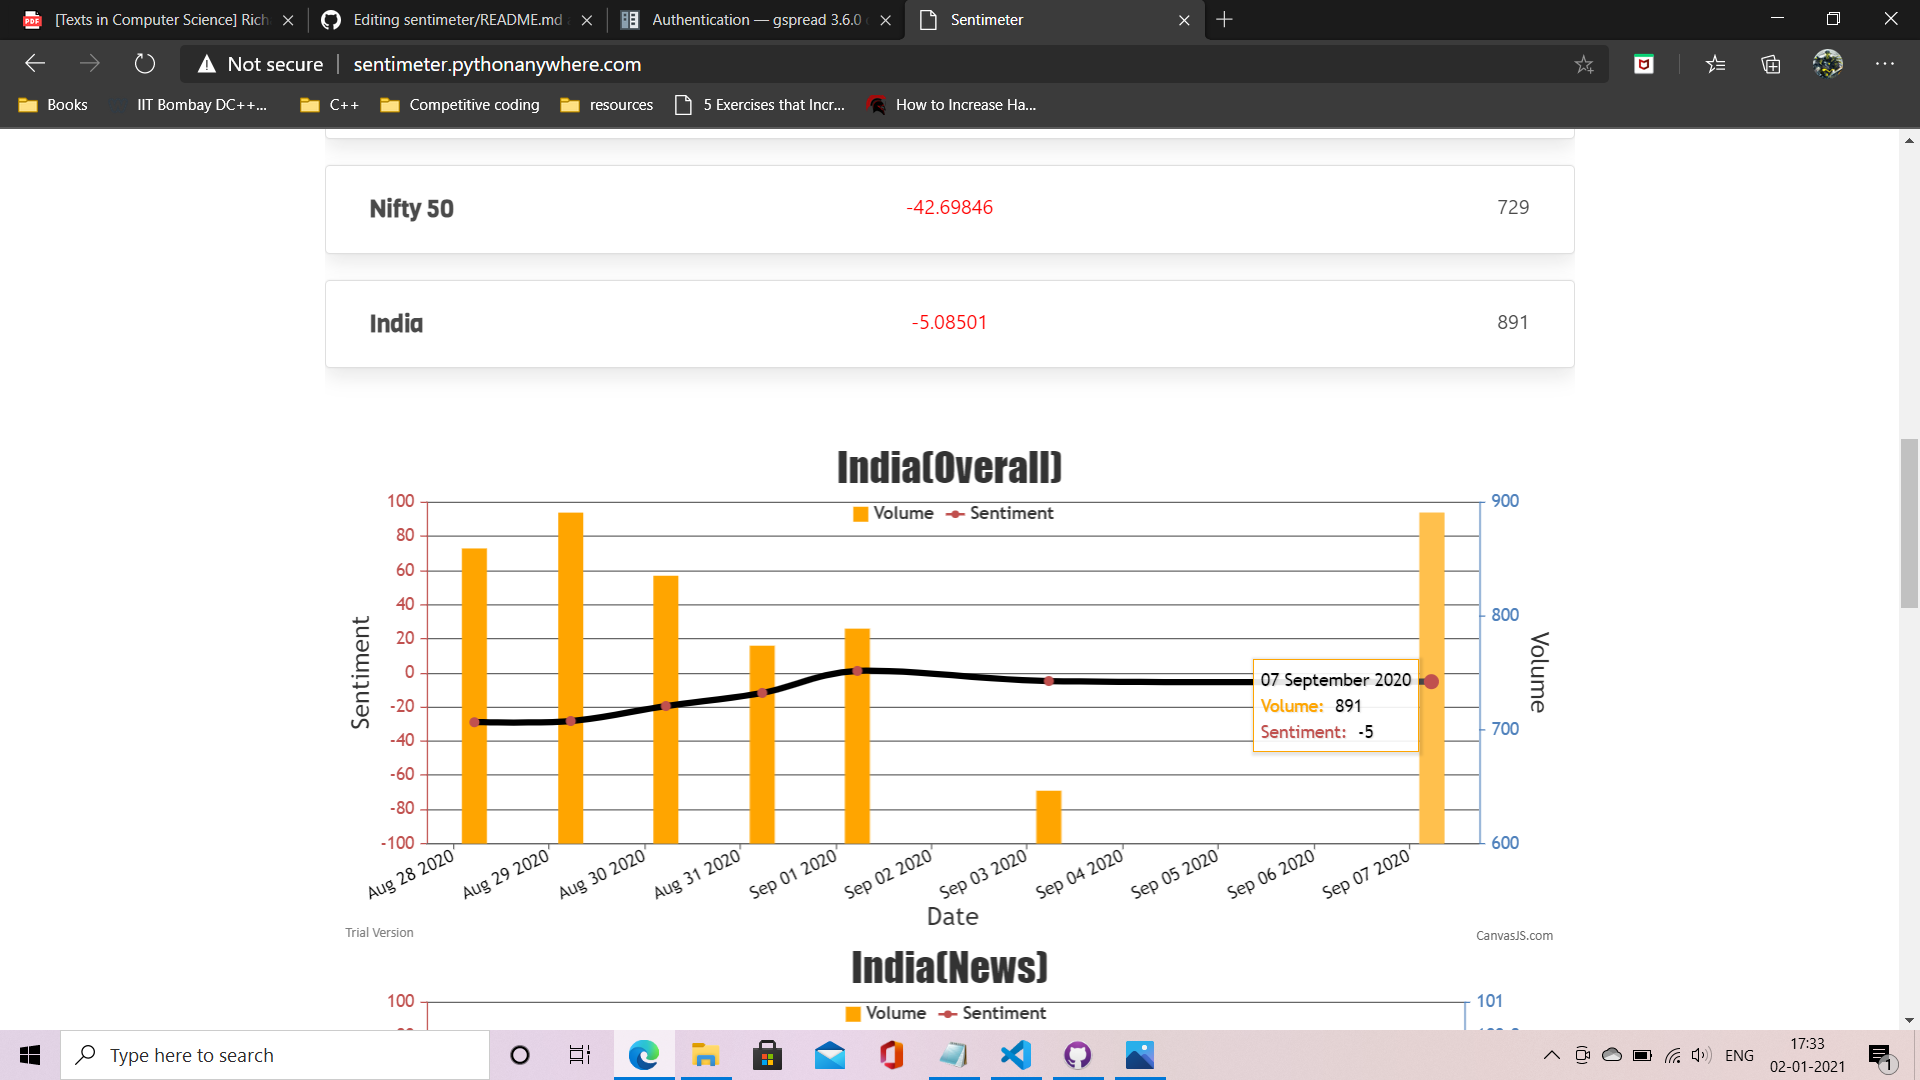 [Texts in Computer Science] Rich
Editing sentimeter/README.md
Authentication — gspread 3.6.0
Sentimeter
Not secure
sentimeter.pythonanywhere.com
Books
IIT Bombay DC++...
C++
Competitive coding
resources
5 Exercises that Incr...
How to Increase Ha...
Nifty 50
-42.69846
729
India
-5.08501
891
India(Overall)
Volume
Sentiment
100
80
60
40
20
0
-20
-40
-60
-80
-100
Sentiment
900
800
700
600
Volume
07 September 2020
Volume: 891
Sentiment: -5
Aug 28 2020
Aug 29 2020
Aug 30 2020
Aug 31 2020
Sep 01 2020
Sep 02 2020
Sep 03 2020
Sep 04 2020
Sep 05 2020
Sep 06 2020
Sep 07 2020
Date
Trial Version
CanvasJS.com
India(News)
100
Volume
Sentiment
101
Type here to search
ENG
17:33
02-01-2021
1